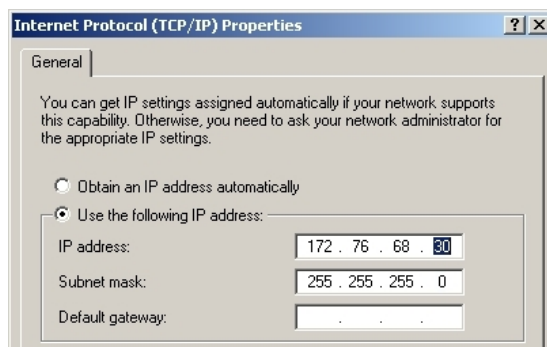 Internet Protocol (TCP/IP) Properties
General
You can get IP settings assigned automatically if your network supports
this capability. Otherwise, you need to ask your network administrator for
the appropriate IP settings.
Obtain an IP address automatically
Use the following IP address:
IP address: 172 . 76 . 68 . 30
Subnet mask: 255 . 255 . 255 . 0
Default gateway: . . .